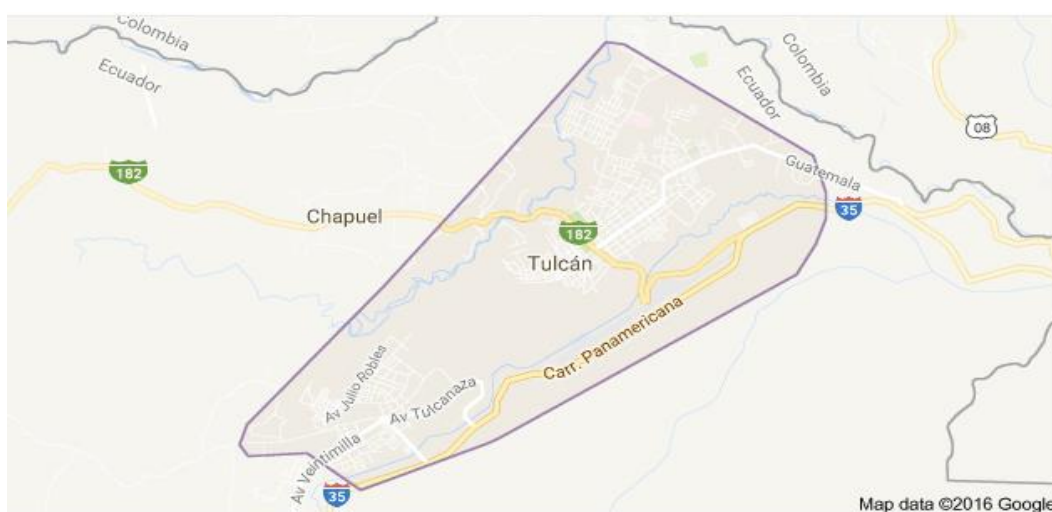 Colombia
Ecuador
Colombia
Ecuador
08
182
Guatemala
Chapuel
35
182
Tulcán
Carr. Panamericana
Av Julio Robles
Av Tulcanaza
Av Veintimilla
35
Map data ©2016 Google